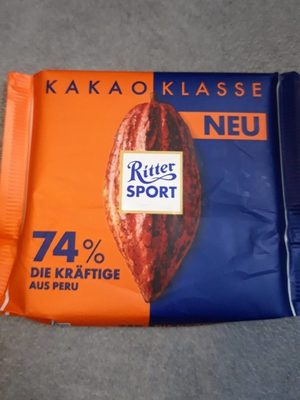 KAKAO KLASSE
NEU
Ritter
SPORT
74%
DIE KRÄFTIGE
AUS PERU